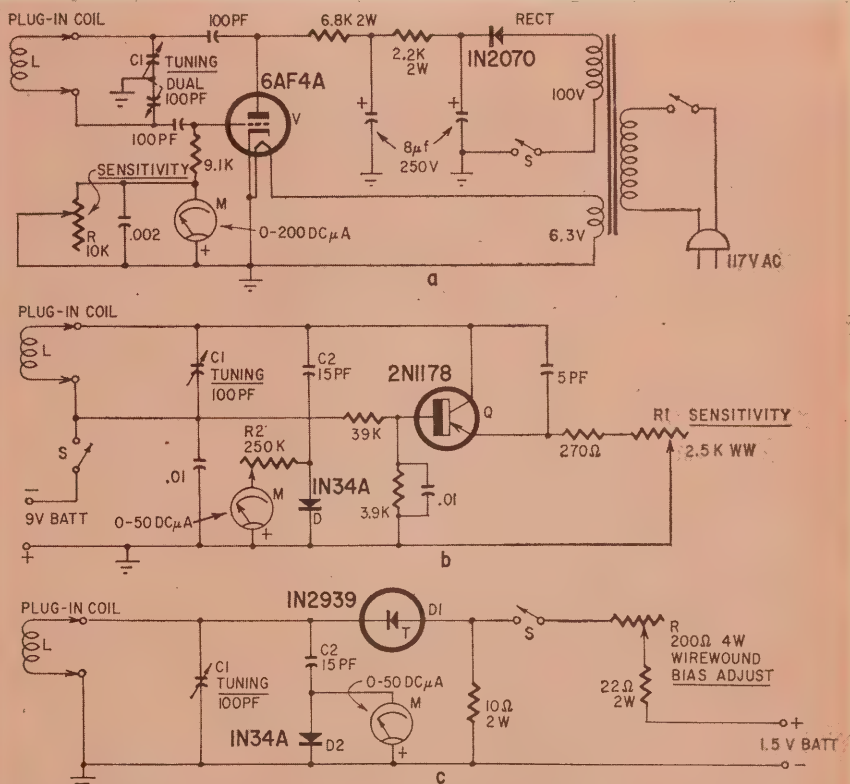 PLUG-IN COIL
100PF
6.8K 2W
RECT
L
C1
TUNING
DUAL
100PF
2.2K
2W
IN2070
6AF4A
100V
+
+
V
100PF
8µf
250V
S
9.1K
SENSITIVITY
M
0-200 DCµA
R
10K
.002
+
6.3V
117V AC
a
PLUG-IN COIL
L
C1
TUNING
100PF
C2
15PF
2N1178
5PF
Q
R1 SENSITIVITY
39K
R2
250K
270Ω
2.5K WW
S
.01
IN34A
M
−
9V BATT
0-50 DCµA
D
3.9K
.01
+
+
b
IN2939
PLUG-IN COIL
D1
T
S
R
200Ω 4W
WIREWOUND
BIAS ADJUST
L
C1
TUNING
100PF
C2
15PF
0-50 DCµA
M
22Ω
2W
10Ω
2W
IN34A
D2
+
+
1.5 V BATT
−
c